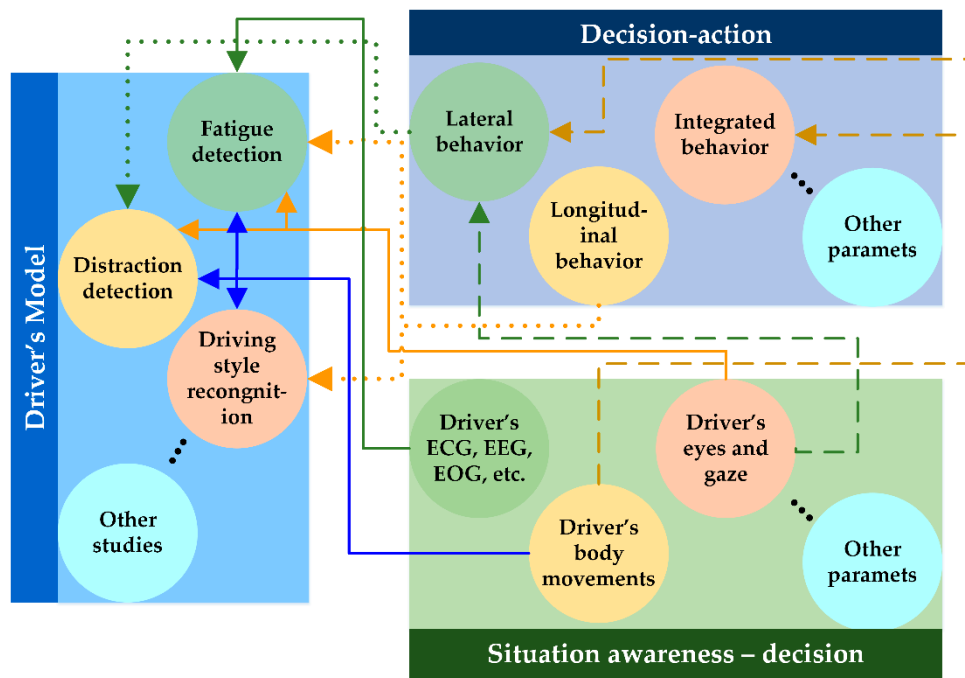 Driver's Model
Fatigue
detection
Distraction
detection
Driving
style
recongnit-
ion
Other
studies
Decision-action
Lateral
behavior
Integrated
behavior
Longitud-
inal
behavior
Other
paramets
Driver's
ECG, EEG,
EOG, etc.
Driver's
eyes and
gaze
Driver's
body
movements
Other
paramets
Situation awareness – decision